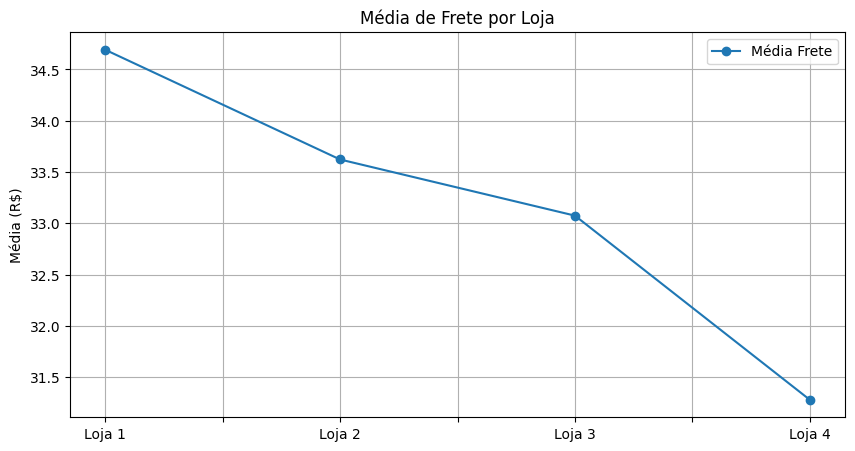 Média de Frete por Loja
Média Frete
34.5
34.0
33.5
33.0
32.5
32.0
31.5
Média (R$)
Loja 1
Loja 2
Loja 3
Loja 4